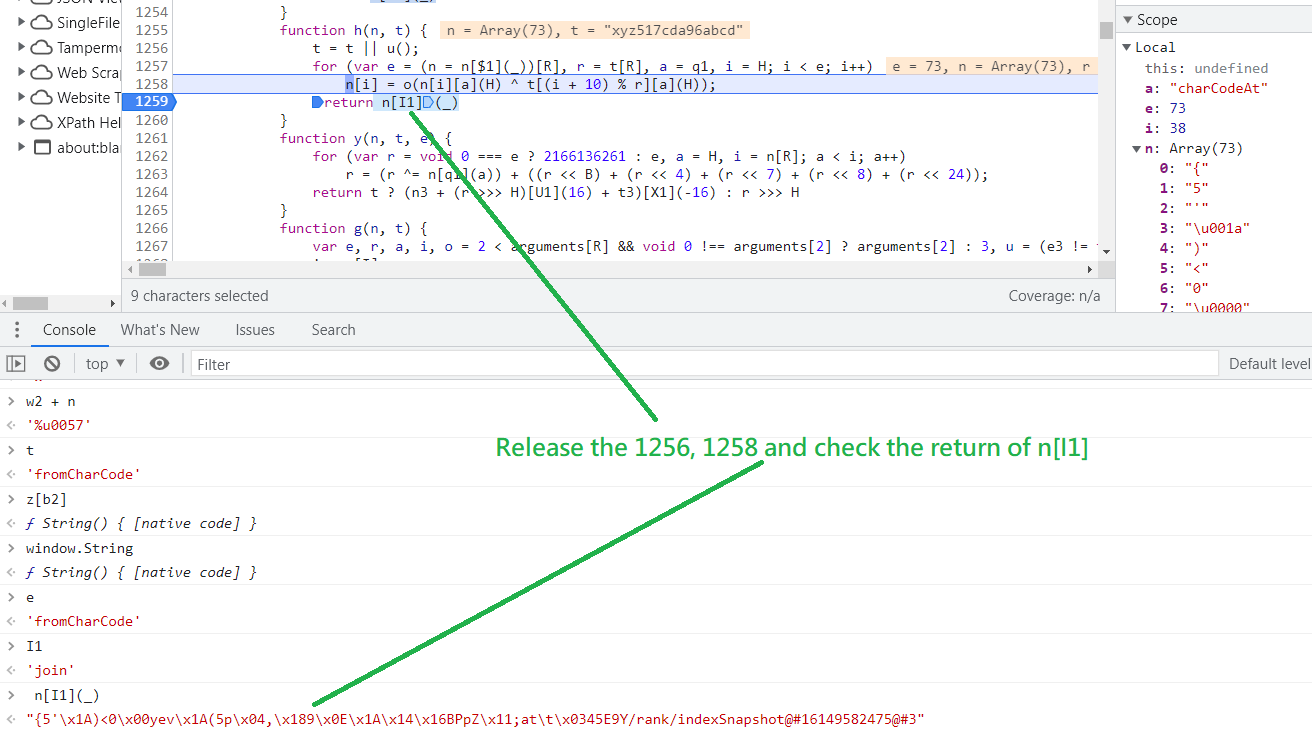 JSON View
SingleFile
Tamperm
Web Scrap
Website T
XPath Hel
about:bla
1254 }
1255 function h(n, t) { n = Array(73), t = "xyz517cda96abcd"
1256 t = t || u();
1257 for (var e = (n = n[$1](_))[R], r = t[R], a = q1, i = H; i < e; i++) e = 73, n = Array(73), r
1258 n[i] = o(n[i][a](H) ^ t[(i + 10) % r][a](H));
1259 return n[I1](_)
1260 }
1261 function y(n, t, e) {
1262 for (var r = void 0 === e ? 2166136261 : e, a = H, i = n[R]; a < i; a++)
1263 r = (r ^= n[q1](a)) + ((r << B) + (r << 4) + (r << 7) + (r << 8) + (r << 24));
1264 return t ? (n3 + (r >>> H)[U1](16) + t3)[X1](-16) : r >>> H
1265 }
1266 function g(n, t) {
1267 var e, r, a, i, o = 2 < arguments[R] && void 0 !== arguments[2] ? arguments[2] : 3, u = (e3 !=
9 characters selected
Coverage: n/a
Scope
Local
this: undefined
a: "charCodeAt"
e: 73
i: 38
n: Array(73)
0: "{"
1: "5"
2: "'"
3: "\u001a"
4: ")"
5: "<"
6: "0"
7: "\u0000"
Console What's New Issues Search
top Filter Default level
w2 + n
'%u0057'
t
'fromCharCode'
z[b2]
ƒ String() { [native code] }
window.String
ƒ String() { [native code] }
e
'fromCharCode'
I1
'join'
n[I1](_)
"{5'\x1A)<0\x00yev\x1A(5p\x04,\x189\x0E\x1A\x14\x16BPpZ\x11;at\t\x0345E9Y/rank/indexSnapshot@#16149582475@#3"
Release the 1256, 1258 and check the return of n[I1]